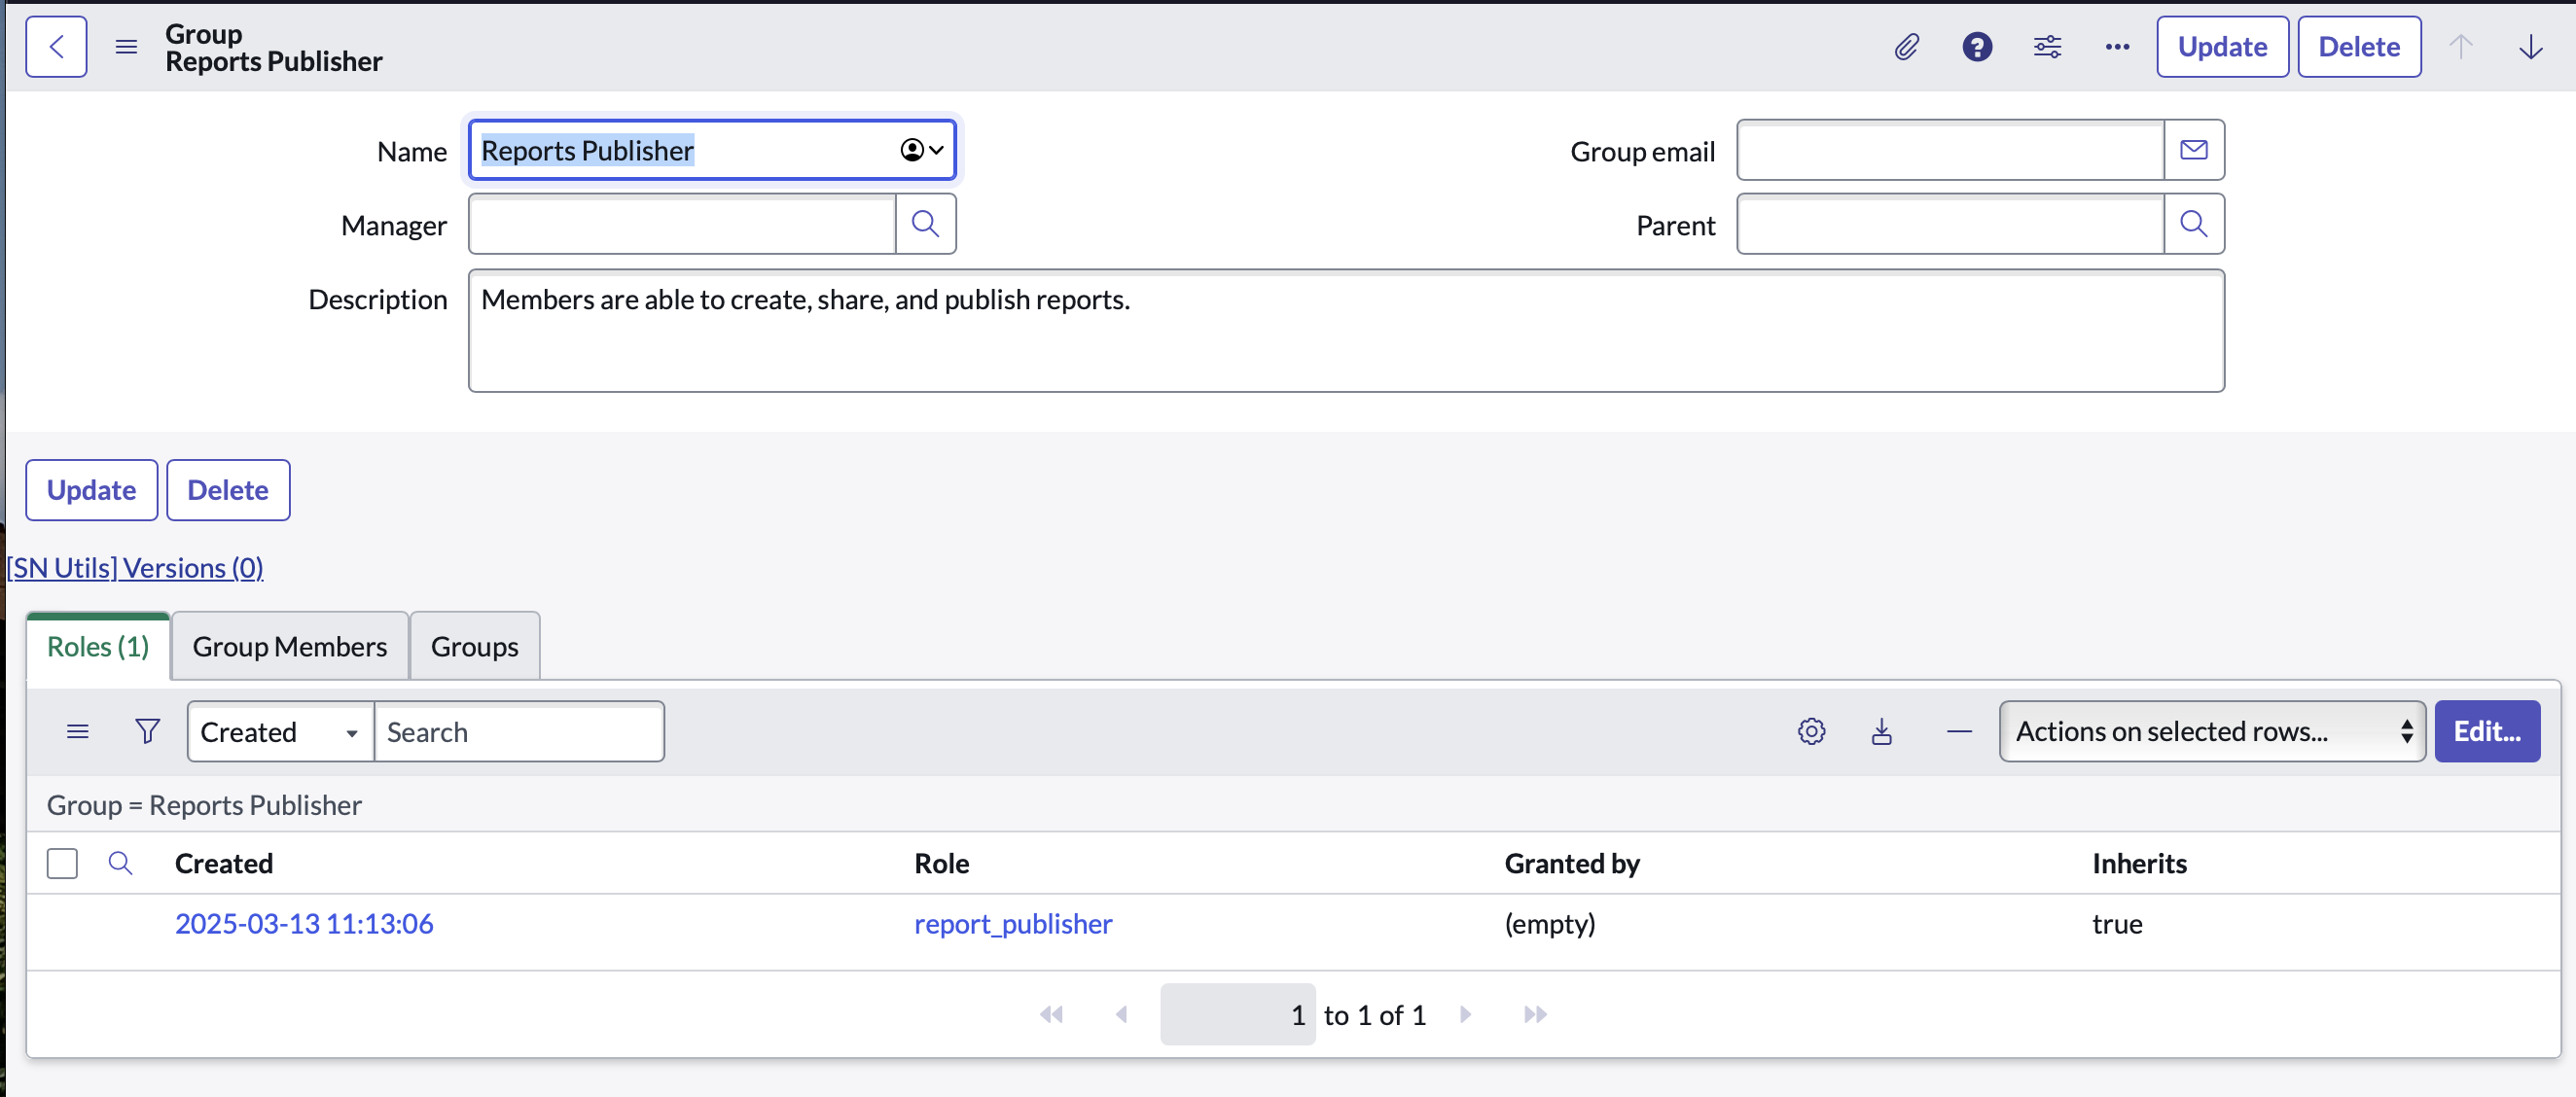 Group
Reports Publisher
Update
Delete
Name
Reports Publisher
Group email
Manager
Parent
Description
Members are able to create, share, and publish reports.
Update
Delete
[SN Utils] Versions (0)
Roles (1)
Group Members
Groups
Created
Search
Actions on selected rows...
Edit...
Group = Reports Publisher
Created
Role
Granted by
Inherits
2025-03-13 11:13:06
report_publisher
(empty)
true
1 to 1 of 1